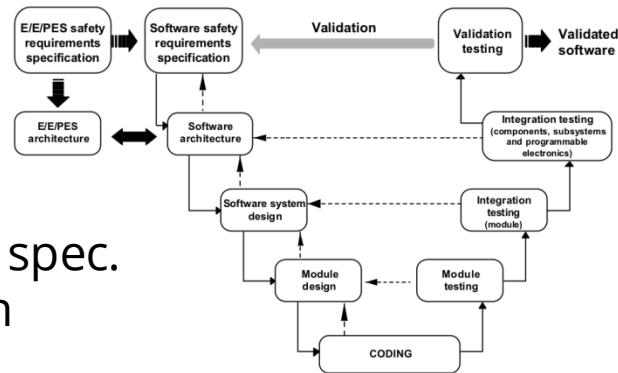 E/E/PES safety
requirements
specification
Software safety
requirements
specification
Validation
Validation
testing
Validated
software
E/E/PES
architecture
Software
architecture
Integration testing
(components, subsystems
and programmable
electronics)
Software system
design
Integration
testing
(module)
spec.
n
Module
design
Module
testing
CODING